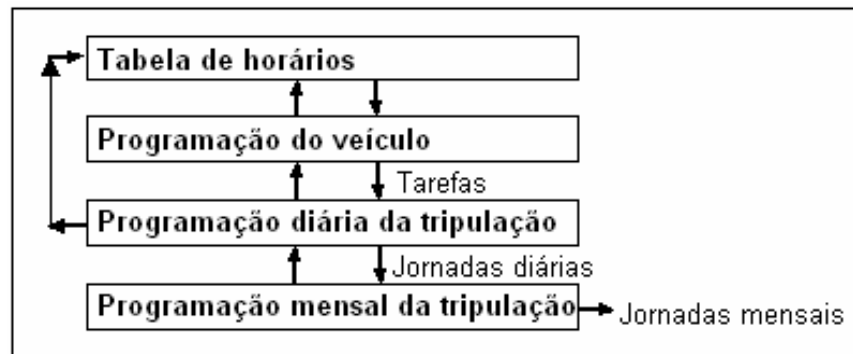 Tabela de horários
Programação do veículo
Tarefas
Programação diária da tripulação
Jornadas diárias
Programação mensal da tripulação
Jornadas mensais